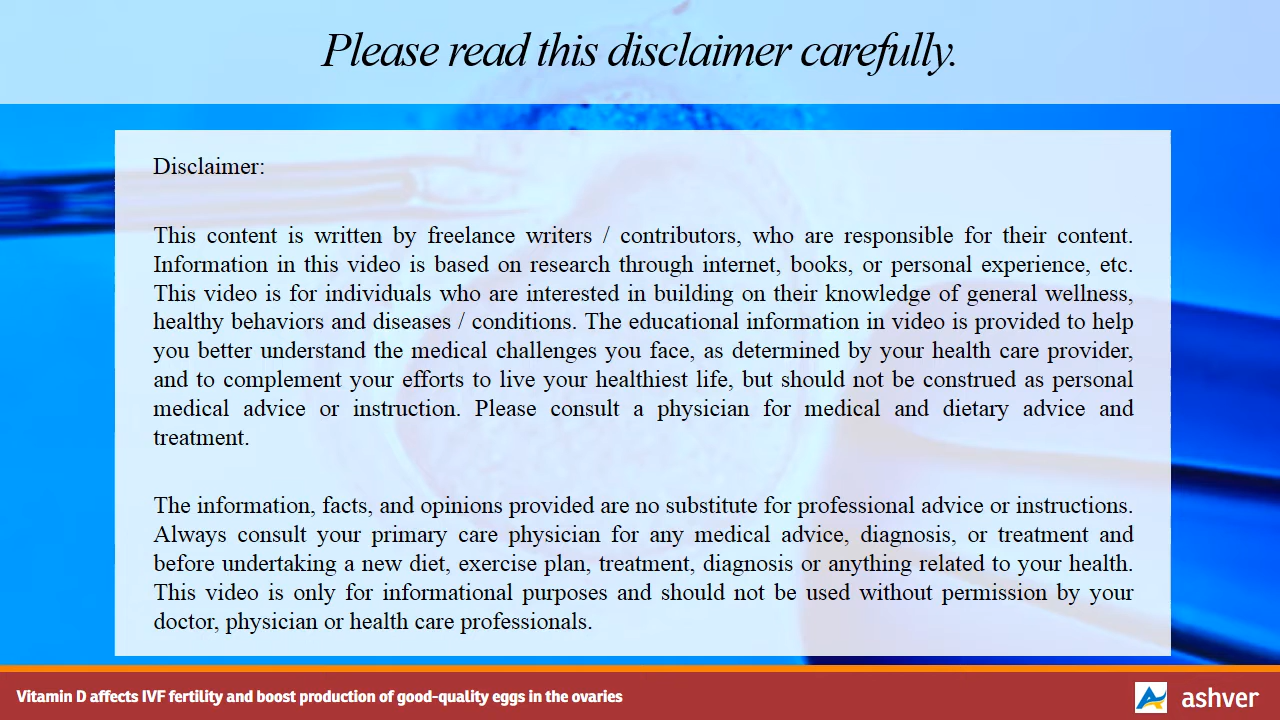 Please read this disclaimer carefully.
Disclaimer:
This content is written by freelance writers / contributors, who are responsible for their content.
Information in this video is based on research through internet, books, or personal experience, etc.
This video is for individuals who are interested in building on their knowledge of general wellness,
healthy behaviors and diseases / conditions. The educational information in video is provided to help
you better understand the medical challenges you face, as determined by your health care provider,
and to complement your efforts to live your healthiest life, but should not be construed as personal
medical advice or instruction. Please consult a physician for medical and dietary advice and
treatment.
The information, facts, and opinions provided are no substitute for professional advice or instructions.
Always consult your primary care physician for any medical advice, diagnosis, or treatment and
before undertaking a new diet, exercise plan, treatment, diagnosis or anything related to your health.
This video is only for informational purposes and should not be used without permission by your
doctor, physician or health care professionals.
Vitamin D affects IVF fertility and boost production of good-quality eggs in the ovaries
ashver